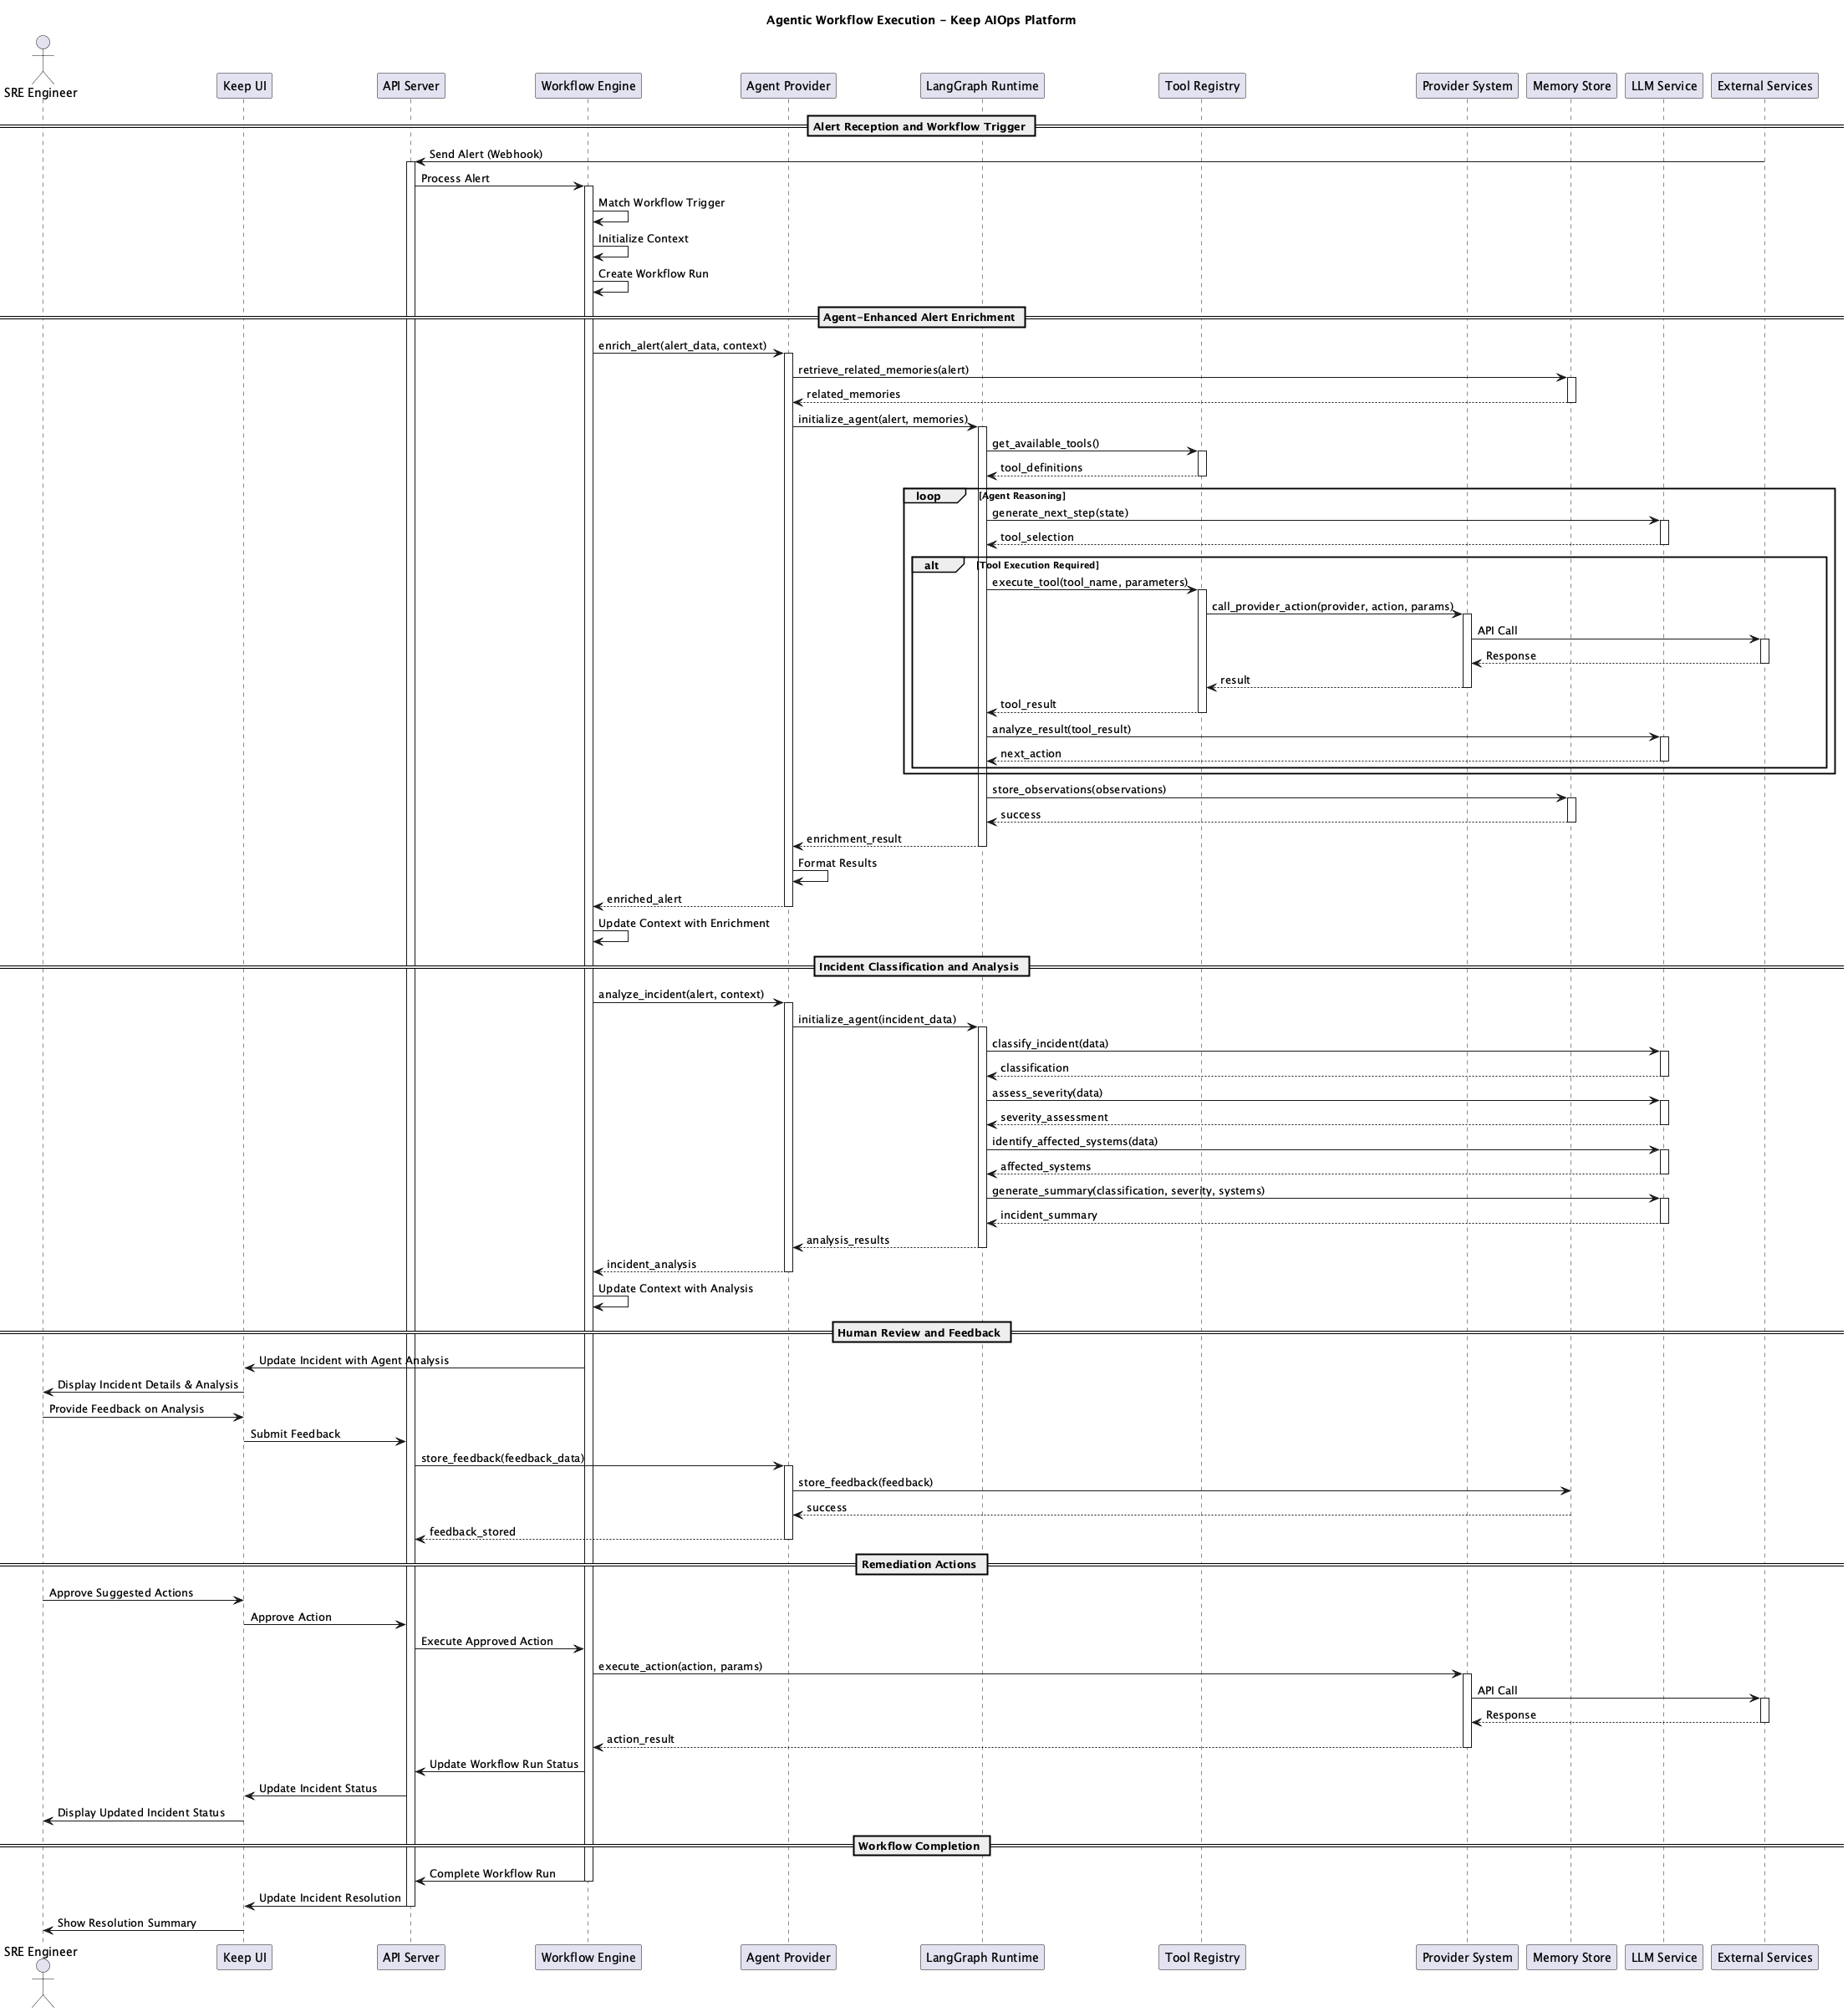 Agentic Workflow Execution - Keep AIOps Platform
SRE Engineer
Keep UI
API Server
Workflow Engine
Agent Provider
LangGraph Runtime
Tool Registry
Provider System
Memory Store
LLM Service
External Services
Alert Reception and Workflow Trigger
Send Alert (Webhook)
Process Alert
Match Workflow Trigger
Initialize Context
Create Workflow Run
Agent-Enhanced Alert Enrichment
enrich_alert(alert_data, context)
retrieve_related_memories(alert)
related_memories
initialize_agent(alert, memories)
get_available_tools()
tool_definitions
loop [Agent Reasoning]
generate_next_step(state)
tool_selection
alt [Tool Execution Required]
execute_tool(tool_name, parameters)
call_provider_action(provider, action, params)
API Call
Response
result
tool_result
analyze_result(tool_result)
next_action
store_observations(observations)
success
enrichment_result
Format Results
enriched_alert
Update Context with Enrichment
Incident Classification and Analysis
analyze_incident(alert, context)
initialize_agent(incident_data)
classify_incident(data)
classification
assess_severity(data)
severity_assessment
identify_affected_systems(data)
affected_systems
generate_summary(classification, severity, systems)
incident_summary
analysis_results
incident_analysis
Update Context with Analysis
Human Review and Feedback
Update Incident with Agent Analysis
Display Incident Details & Analysis
Provide Feedback on Analysis
Submit Feedback
store_feedback(feedback_data)
store_feedback(feedback)
success
feedback_stored
Remediation Actions
Approve Suggested Actions
Approve Action
Execute Approved Action
execute_action(action, params)
API Call
Response
action_result
Update Workflow Run Status
Update Incident Status
Display Updated Incident Status
Workflow Completion
Complete Workflow Run
Update Incident Resolution
Show Resolution Summary
SRE Engineer
Keep UI
API Server
Workflow Engine
Agent Provider
LangGraph Runtime
Tool Registry
Provider System
Memory Store
LLM Service
External Services